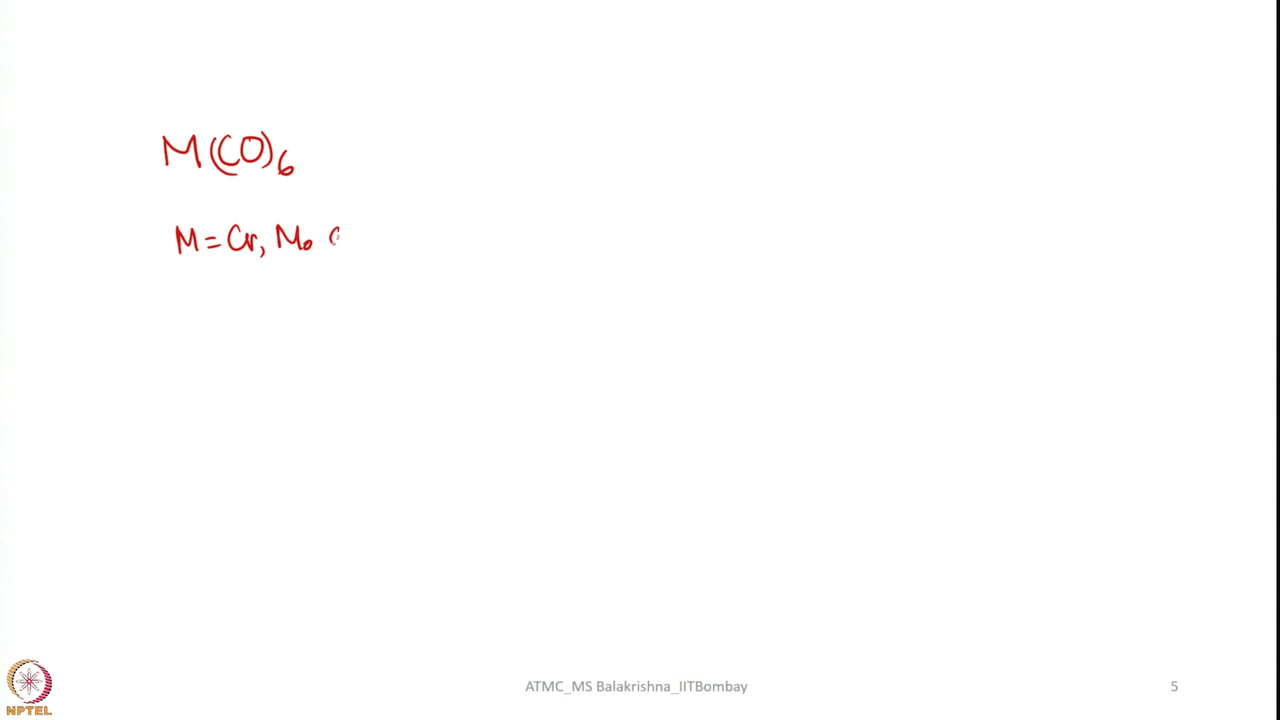 M(CO)6
M = Cr, Mo
NPTEL
ATMC_MS Balakrishna_IITBombay
5